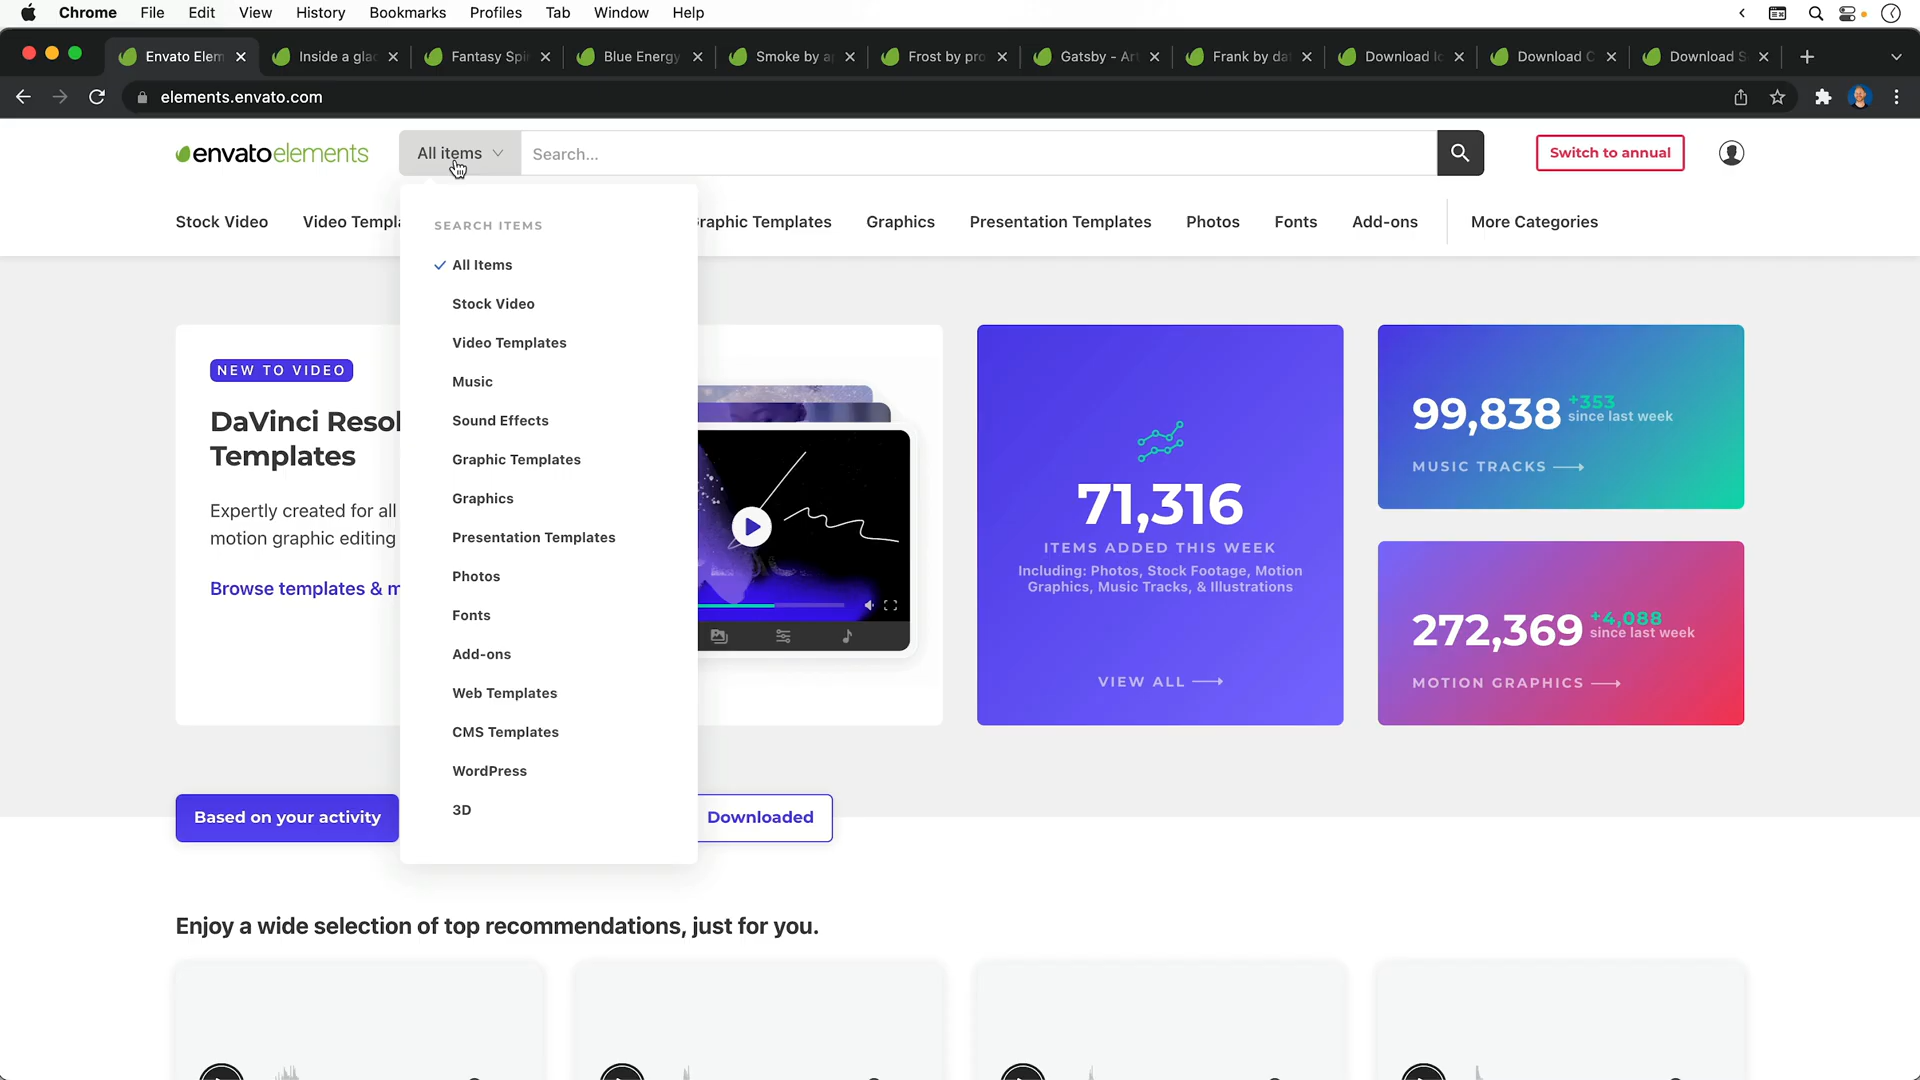 Chrome File Edit View History Bookmarks Profiles Tab Window Help
Envato Elem Inside a gla Fantasy Spi Blue Energy Smoke by a Frost by pro Gatsby - Art Frank by da Download Ic Download C Download S
elements.envato.com
envatoelements
All items
Search...
Switch to annual
Stock Video Video Templa raphic Templates Graphics Presentation Templates Photos Fonts Add-ons More Categories
SEARCH ITEMS
All Items
Stock Video
Video Templates
Music
Sound Effects
Graphic Templates
Graphics
Presentation Templates
Photos
Fonts
Add-ons
Web Templates
CMS Templates
WordPress
3D
NEW TO VIDEO
DaVinci Resol
Templates
Expertly created for all
motion graphic editing
Browse templates & m
71,316
ITEMS ADDED THIS WEEK
Including: Photos, Stock Footage, Motion
Graphics, Music Tracks, & Illustrations
VIEW ALL
99,838 +353
since last week
MUSIC TRACKS
272,369 +4,088
since last week
MOTION GRAPHICS
Based on your activity
Downloaded
Enjoy a wide selection of top recommendations, just for you.